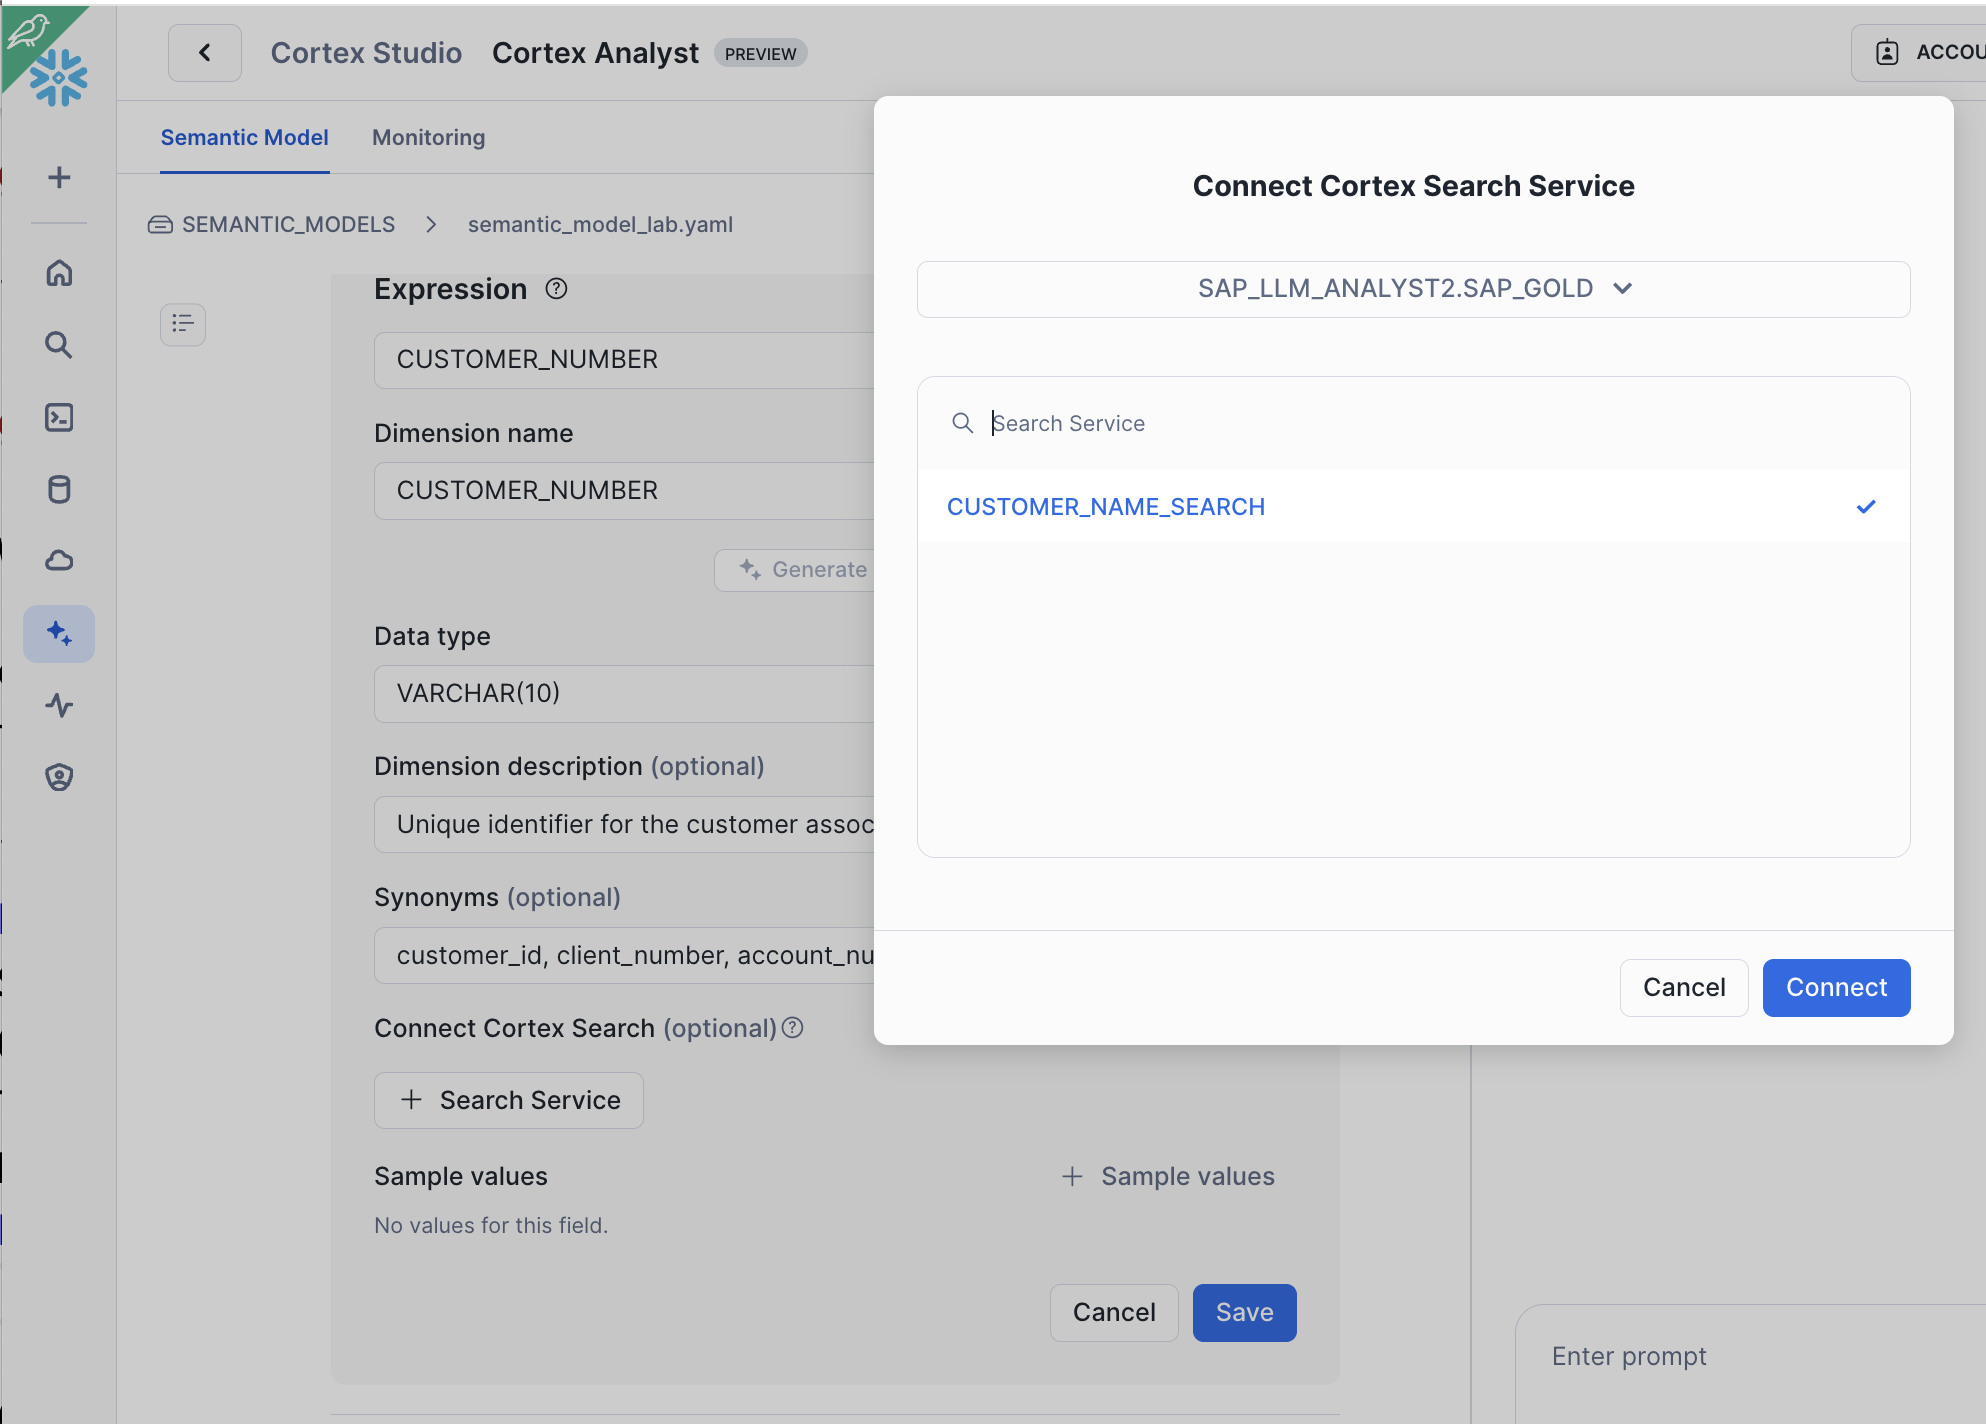 Cortex Studio Cortex Analyst PREVIEW
ACCOU
Semantic Model Monitoring
SEMANTIC_MODELS > semantic_model_lab.yaml
Expression ?
CUSTOMER_NUMBER
Dimension name
CUSTOMER_NUMBER
Generate
Data type
VARCHAR(10)
Dimension description (optional)
Unique identifier for the customer assoc
Synonyms (optional)
customer_id, client_number, account_nu
Connect Cortex Search (optional) ?
+ Search Service
Sample values
+ Sample values
No values for this field.
Cancel Save
Connect Cortex Search Service
SAP_LLM_ANALYST2.SAP_GOLD
Search Service
CUSTOMER_NAME_SEARCH
Cancel Connect
Enter prompt